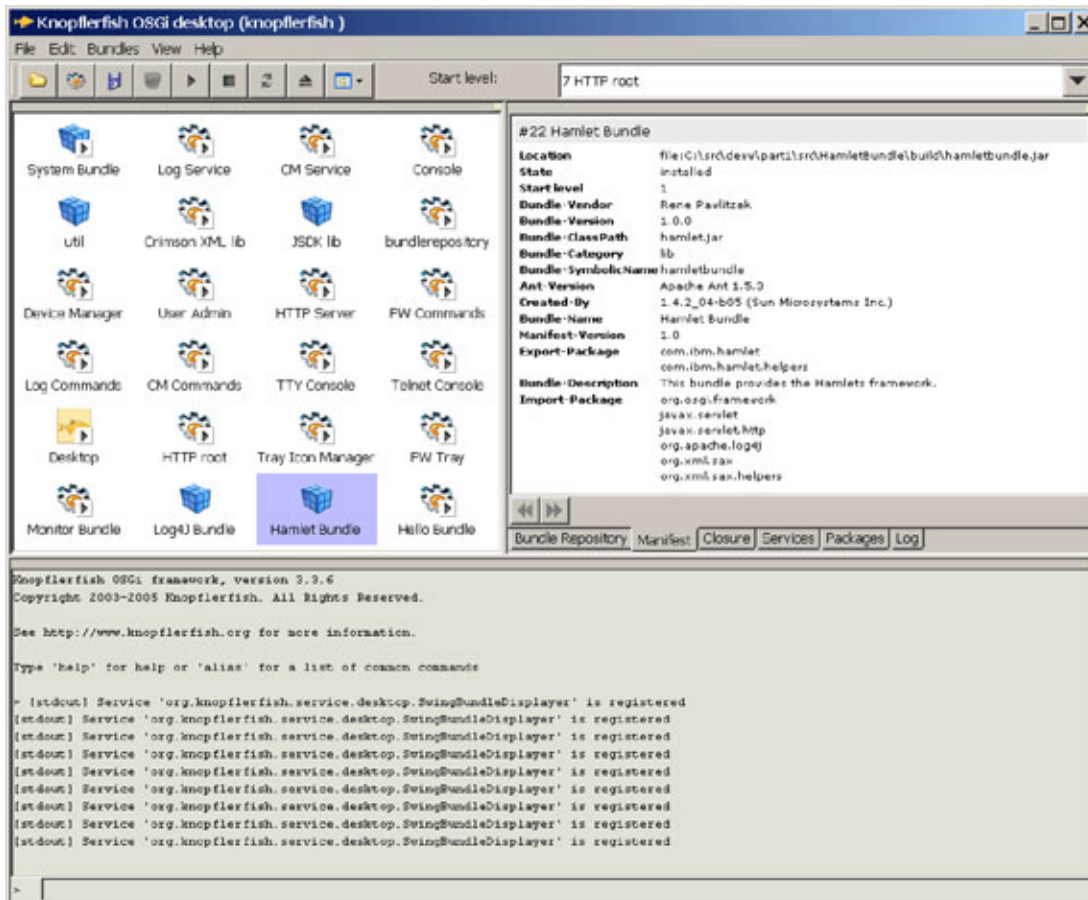 Knopflerfish OSGi desktop (knopflerfish )
File Edit Bundles View Help
Start level: 7 HTTP root
System Bundle Log Service CM Service Console
util Crimson XML lib JSDK lib bundlerepository
Device Manager User Admin HTTP Server FW Commands
Log Commands CM Commands TTY Console Telnet Console
Desktop HTTP root Tray Icon Manager FW Tray
Monitor Bundle Log4J Bundle Hamlet Bundle Hello Bundle
#22 Hamlet Bundle
Location file:C:\src\desv\part1\src\HamletBundle\build\hamletbundle.jar
State installed
Start level 1
Bundle-Vendor Rene Pawlitzek
Bundle-Version 1.0.0
Bundle-ClassPath hamlet.jar
Bundle-Category lib
Bundle-SymbolicName hamletbundle
Ant-Version Apache Ant 1.5.3
Created-By 1.4.2_04-b05 (Sun Microsystems Inc.)
Bundle-Name Hamlet Bundle
Manifest-Version 1.0
Export-Package com.ibm.hamlet
com.ibm.hamlet.helpers
Bundle-Description This bundle provides the Hamlets framework.
Import-Package org.osgi.framework
javax.servlet
javax.servlet.http
org.apache.log4j
org.xml.sax
org.xml.sax.helpers
Bundle Repository Manifest Closure Services Packages Log
Knopflerfish OSGi framework, version 3.3.6
Copyright 2003-2005 Knopflerfish. All Rights Reserved.
See http://www.knopflerfish.org for more information.
Type 'help' for help or 'alias' for a list of common commands
> [stdout] Service 'org.knopflerfish.service.desktop.SwingBundleDisplayer' is registered
[stdout] Service 'org.knopflerfish.service.desktop.SwingBundleDisplayer' is registered
[stdout] Service 'org.knopflerfish.service.desktop.SwingBundleDisplayer' is registered
[stdout] Service 'org.knopflerfish.service.desktop.SwingBundleDisplayer' is registered
[stdout] Service 'org.knopflerfish.service.desktop.SwingBundleDisplayer' is registered
[stdout] Service 'org.knopflerfish.service.desktop.SwingBundleDisplayer' is registered
[stdout] Service 'org.knopflerfish.service.desktop.SwingBundleDisplayer' is registered
[stdout] Service 'org.knopflerfish.service.desktop.SwingBundleDisplayer' is registered
[stdout] Service 'org.knopflerfish.service.desktop.SwingBundleDisplayer' is registered
>